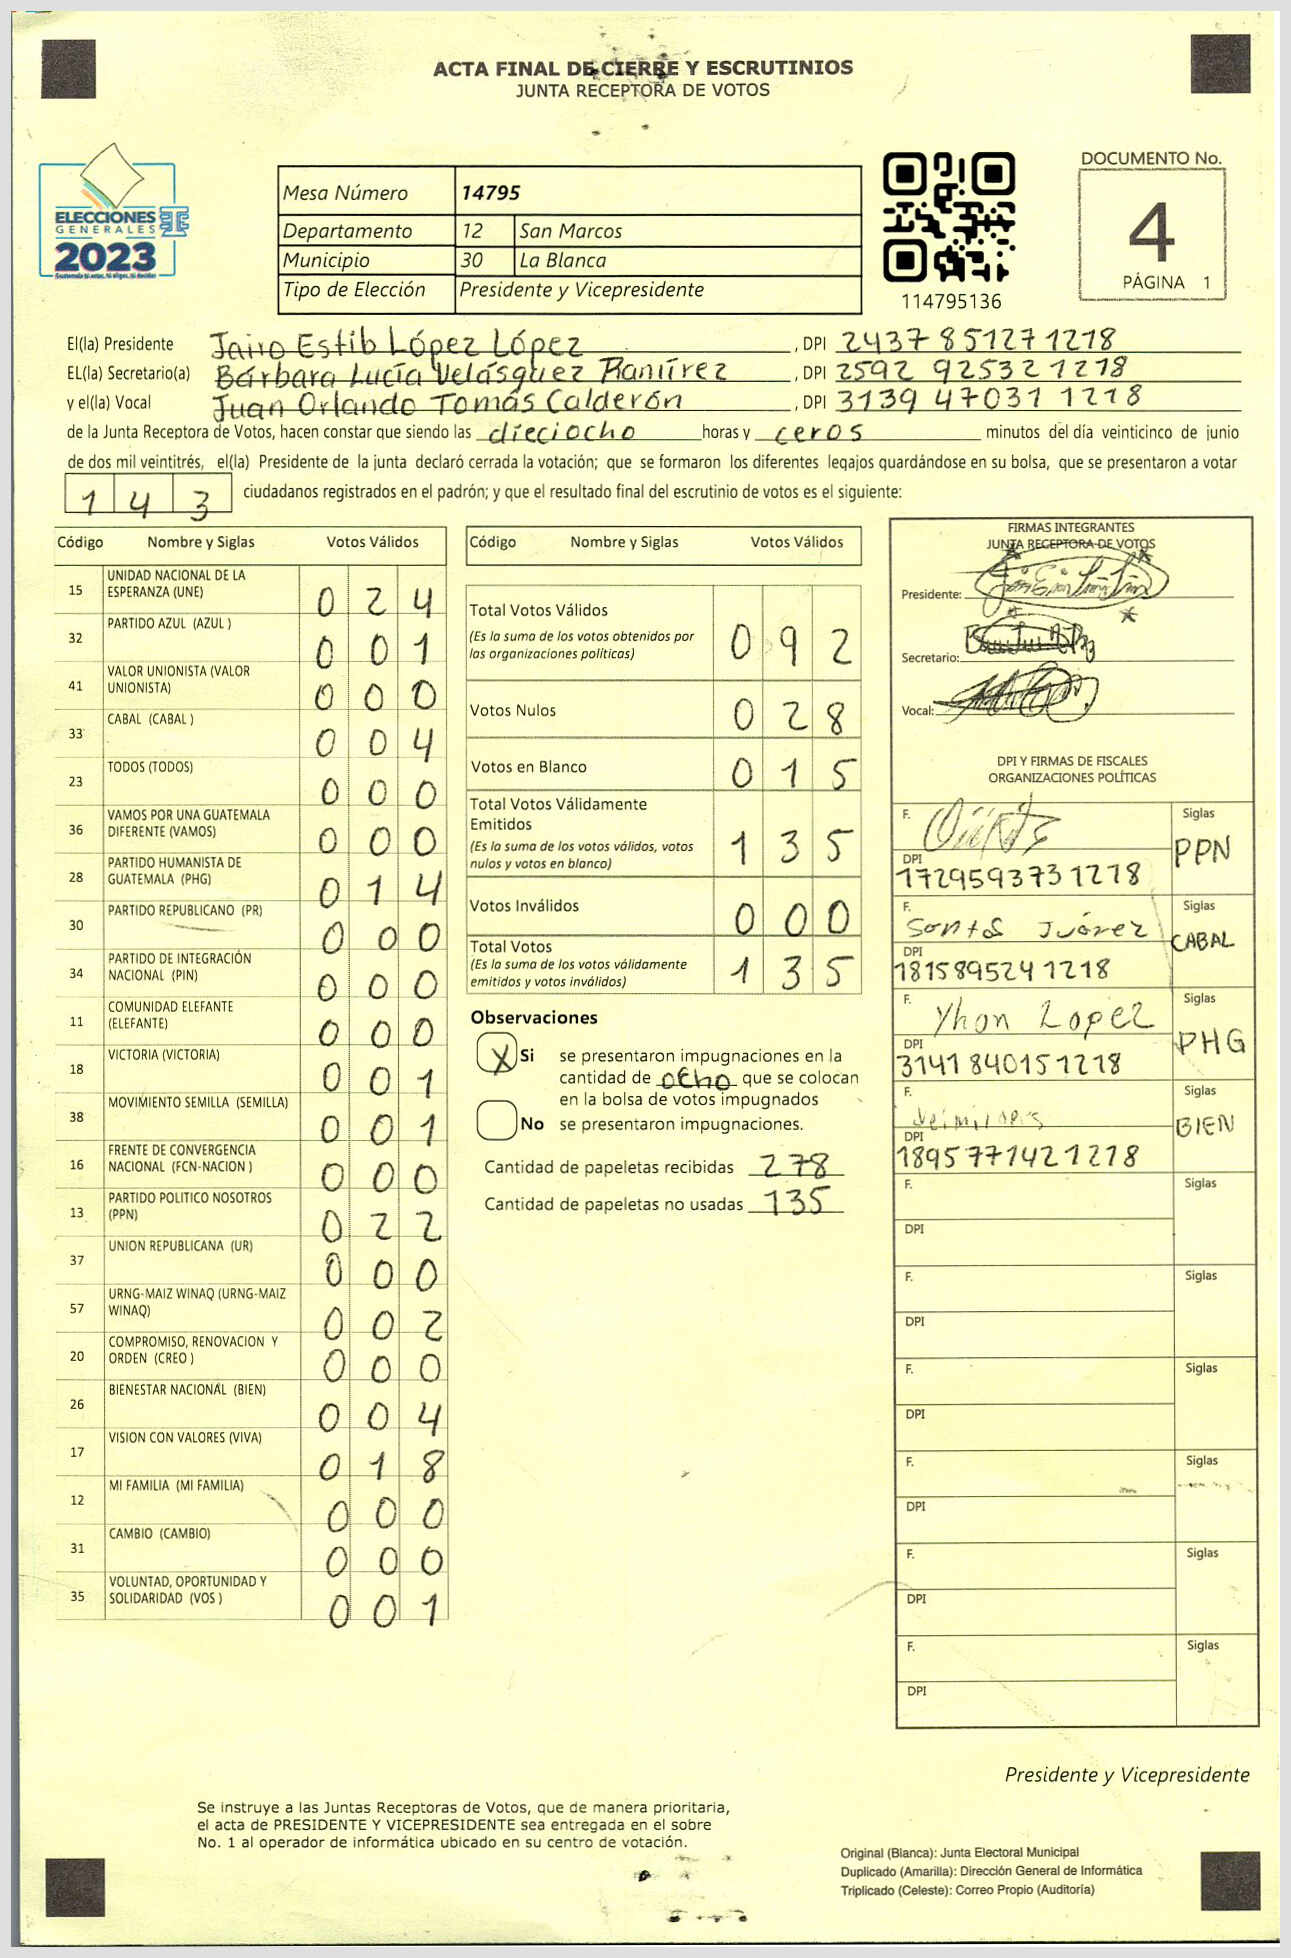 ACTA FINAL DE CIERRE Y ESCRUTINIOS
JUNTA RECEPTORA DE VOTOS
ELECCIONES
GENERALES
2023
Mesa Número 14795
Departamento 12 San Marcos
Municipio 30 La Blanca
Tipo de Elección Presidente y Vicepresidente
114795136
DOCUMENTO No.
4
PÁGINA 1
El(la) Presidente Jairo Estib López López , DPI 2437 85127 1218
EL(la) Secretario(a) Bárbara Lucía Velásquez Ramírez , DPI 2592 92532 1218
y el(la) Vocal Juan Orlando Tomás Calderón , DPI 3139 47031 1218
de la Junta Receptora de Votos, hacen constar que siendo las dieciocho horas y ceros minutos del día veinticinco de junio
de dos mil veintitrés, el(la) Presidente de la junta declaró cerrada la votación; que se formaron los diferentes legajos quardándose en su bolsa, que se presentaron a votar
143 ciudadanos registrados en el padrón; y que el resultado final del escrutinio de votos es el siguiente:
Código Nombre y Siglas Votos Válidos
15 UNIDAD NACIONAL DE LA
ESPERANZA (UNE) 0 2 4
32 PARTIDO AZUL (AZUL ) 0 0 1
41 VALOR UNIONISTA (VALOR
UNIONISTA) 0 0 0
33 CABAL (CABAL ) 0 0 4
23 TODOS (TODOS) 0 0 0
36 VAMOS POR UNA GUATEMALA
DIFERENTE (VAMOS) 0 0 0
28 PARTIDO HUMANISTA DE
GUATEMALA (PHG) 0 1 4
30 PARTIDO REPUBLICANO (PR) 0 0 0
34 PARTIDO DE INTEGRACIÓN
NACIONAL (PIN) 0 0 0
11 COMUNIDAD ELEFANTE
(ELEFANTE) 0 0 0
18 VICTORIA (VICTORIA) 0 0 1
38 MOVIMIENTO SEMILLA (SEMILLA) 0 0 1
16 FRENTE DE CONVERGENCIA
NACIONAL (FCN-NACION ) 0 0 0
13 PARTIDO POLITICO NOSOTROS
(PPN) 0 2 2
37 UNION REPUBLICANA (UR) 0 0 0
57 URNG-MAIZ WINAQ (URNG-MAIZ
WINAQ) 0 0 2
20 COMPROMISO, RENOVACION Y
ORDEN (CREO ) 0 0 0
26 BIENESTAR NACIONAL (BIEN) 0 0 4
17 VISION CON VALORES (VIVA) 0 1 8
12 MI FAMILIA (MI FAMILIA) 0 0 0
31 CAMBIO (CAMBIO) 0 0 0
35 VOLUNTAD, OPORTUNIDAD Y
SOLIDARIDAD (VOS ) 0 0 1
Código Nombre y Siglas Votos Válidos
Total Votos Válidos
(Es la suma de los votos obtenidos por
las organizaciones políticas) 0 9 2
Votos Nulos 0 2 8
Votos en Blanco 0 1 5
Total Votos Válidamente
Emitidos
(Es la suma de los votos válidos, votos
nulos y votos en blanco) 1 3 5
Votos Inválidos 0 0 0
Total Votos
(Es la suma de los votos válidamente
emitidos y votos inválidos) 1 3 5
Observaciones
X Si se presentaron impugnaciones en la
cantidad de ocho que se colocan
en la bolsa de votos impugnados
No se presentaron impugnaciones.
Cantidad de papeletas recibidas 278
Cantidad de papeletas no usadas 135
FIRMAS INTEGRANTES
JUNTA RECEPTORA DE VOTOS
Presidente:
Secretario:
Vocal:
DPI Y FIRMAS DE FISCALES
ORGANIZACIONES POLÍTICAS
F. Siglas
PPN
DPI
1729593731218
F. Santos Juárez Siglas
CABAL
DPI
1815895241218
F. Yhon Lopez Siglas
PHG
DPI
3141 84015 1218
F. Siglas
BIEN
DPI
1895771421218
F. Siglas
DPI
F. Siglas
DPI
F. Siglas
DPI
F. Siglas
DPI
F. Siglas
DPI
F. Siglas
DPI
Presidente y Vicepresidente
Se instruye a las Juntas Receptoras de Votos, que de manera prioritaria,
el acta de PRESIDENTE Y VICEPRESIDENTE sea entregada en el sobre
No. 1 al operador de informática ubicado en su centro de votación.
Original (Blanca): Junta Electoral Municipal
Duplicado (Amarilla): Dirección General de Informática
Triplicado (Celeste): Correo Propio (Auditoría)